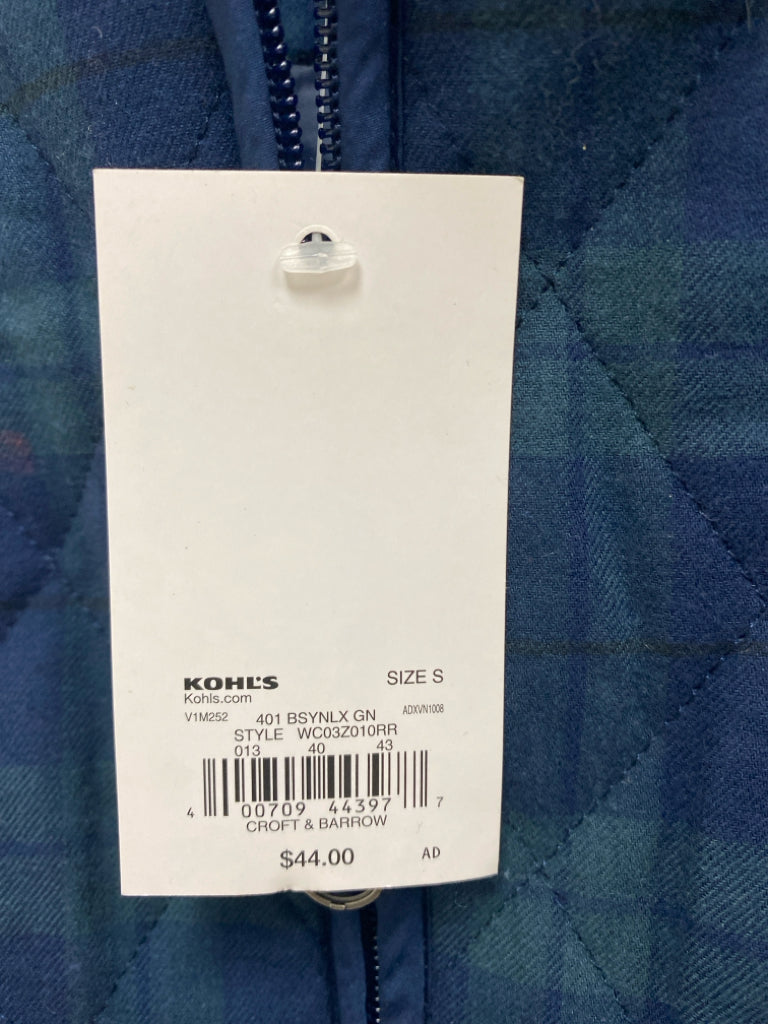 KOHL'S SIZE S
Kohls.com
V1M252 401 BSYNLX GN ADXVN1008
STYLE WC03Z010RR
013 40 43
4 00709 44397 7
CROFT & BARROW
$44.00 AD